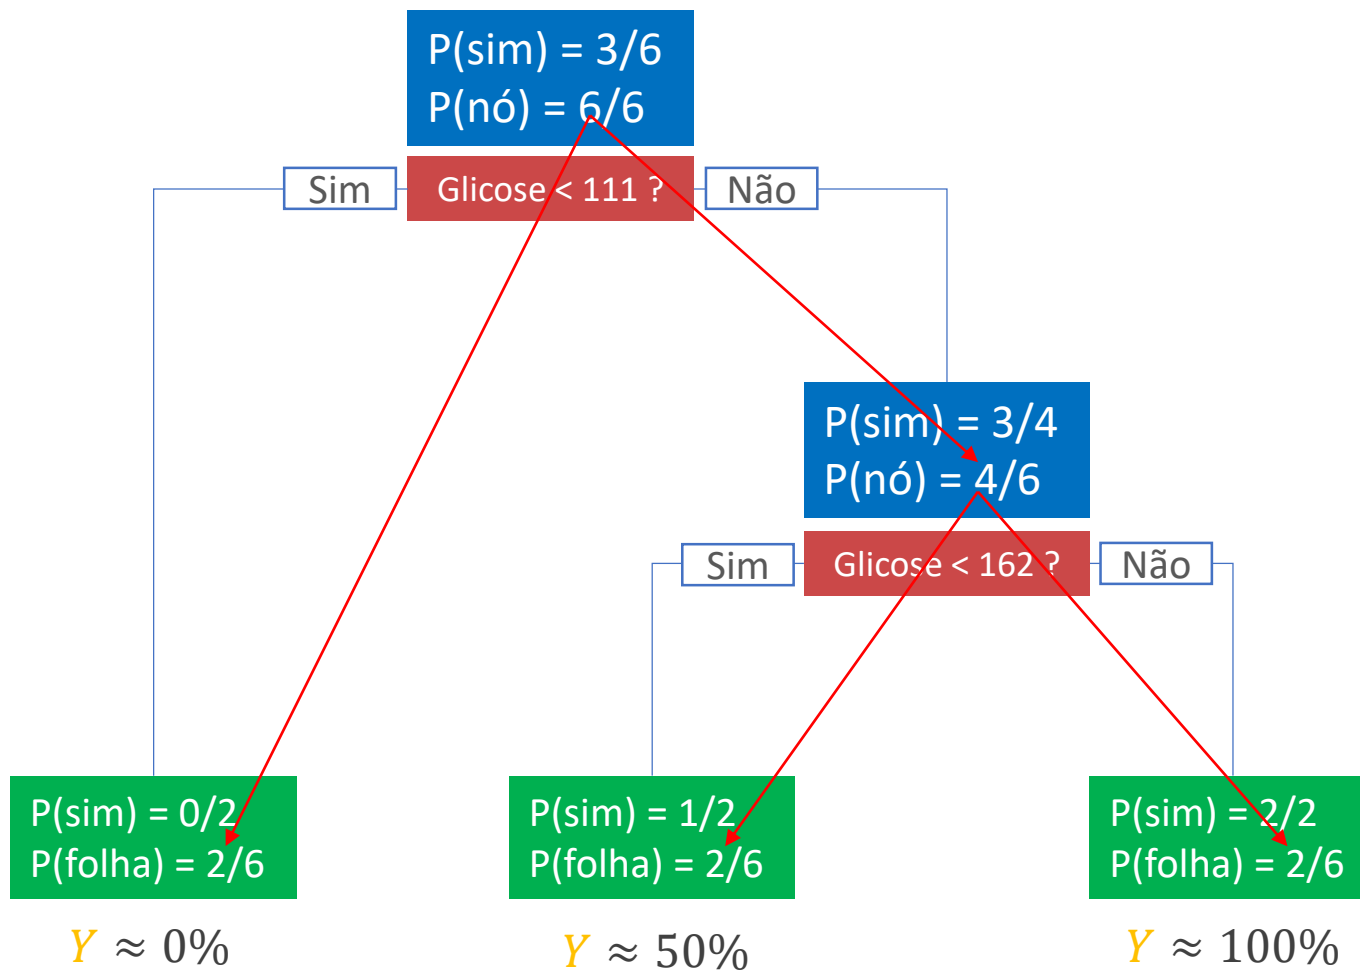 P(sim) = 3/6
P(nó) = 6/6
Sim
Glicose < 111 ?
Não
P(sim) = 3/4
P(nó) = 4/6
Sim
Glicose < 162 ?
Não
P(sim) = 0/2
P(folha) = 2/6
P(sim) = 1/2
P(folha) = 2/6
P(sim) = 2/2
P(folha) = 2/6
Y ≈ 0%
Y ≈ 50%
Y ≈ 100%